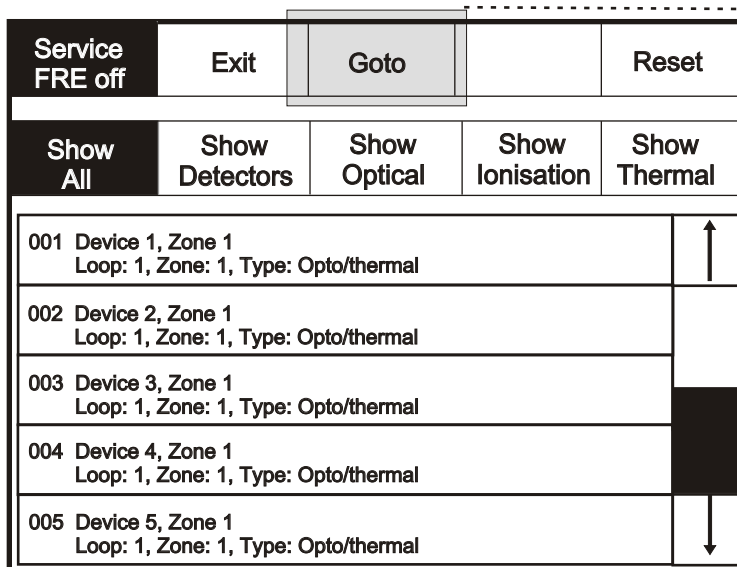 Service
FRE off
Exit
Goto
Reset
Show
All
Show
Detectors
Show
Optical
Show
Ionisation
Show
Thermal
001 Device 1, Zone 1
Loop: 1, Zone: 1, Type: Opto/thermal
002 Device 2, Zone 1
Loop: 1, Zone: 1, Type: Opto/thermal
003 Device 3, Zone 1
Loop: 1, Zone: 1, Type: Opto/thermal
004 Device 4, Zone 1
Loop: 1, Zone: 1, Type: Opto/thermal
005 Device 5, Zone 1
Loop: 1, Zone: 1, Type: Opto/thermal